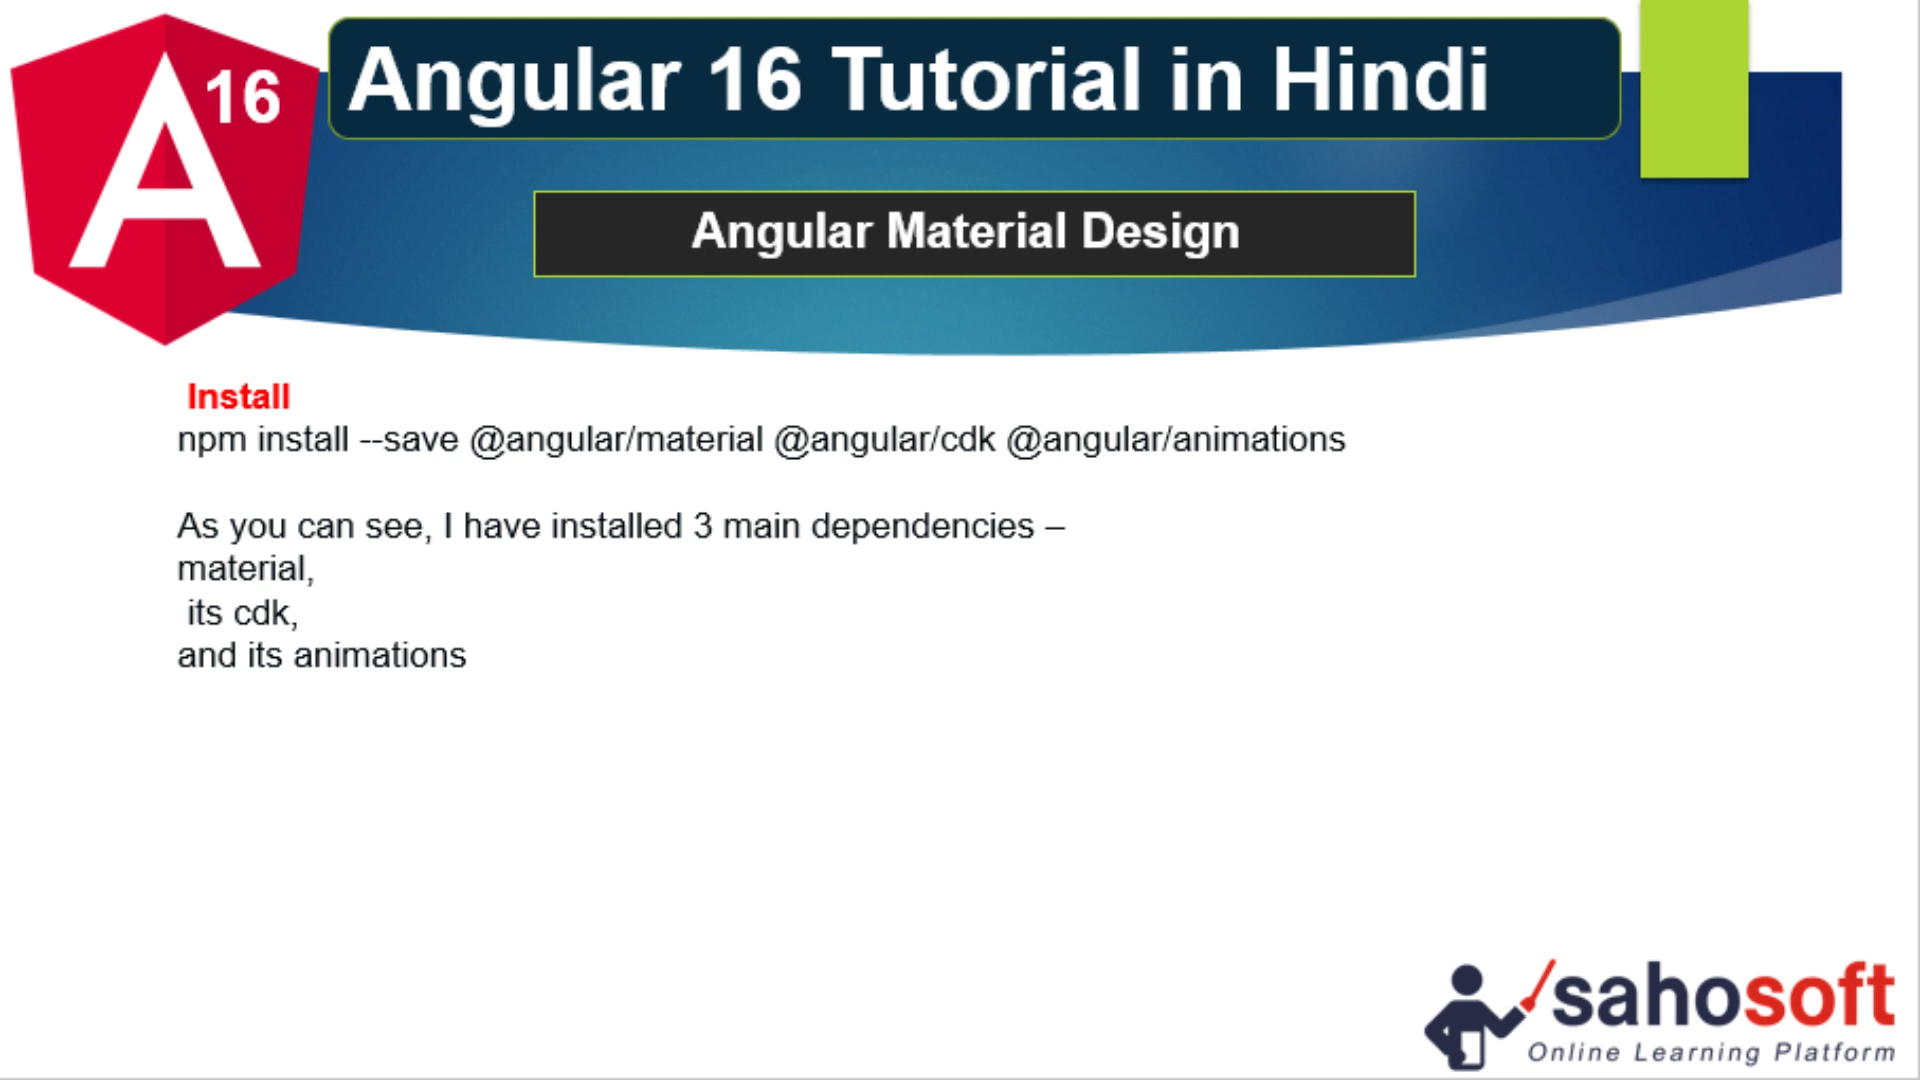 A 16
Angular 16 Tutorial in Hindi
Angular Material Design
Install
npm install --save @angular/material @angular/cdk @angular/animations
As you can see, I have installed 3 main dependencies –
material,
its cdk,
and its animations
sahosoft
Online Learning Platform